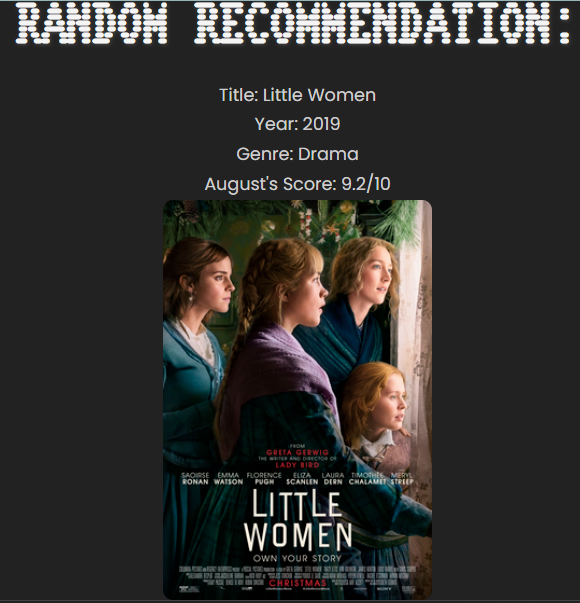 RANDOM RECOMMENDATION:
Title: Little Women
Year: 2019
Genre: Drama
August's Score: 9.2/10
FROM
GRETA GERWIG
THE WRITER AND DIRECTOR OF
LADY BIRD
SAOIRSE EMMA FLORENCE ELIZA LAURA TIMOTHÉE MERYL
RONAN WATSON PUGH SCANLEN DERN CHALAMET STREEP
LITTLE
WOMEN
OWN YOUR STORY
CHRISTMAS